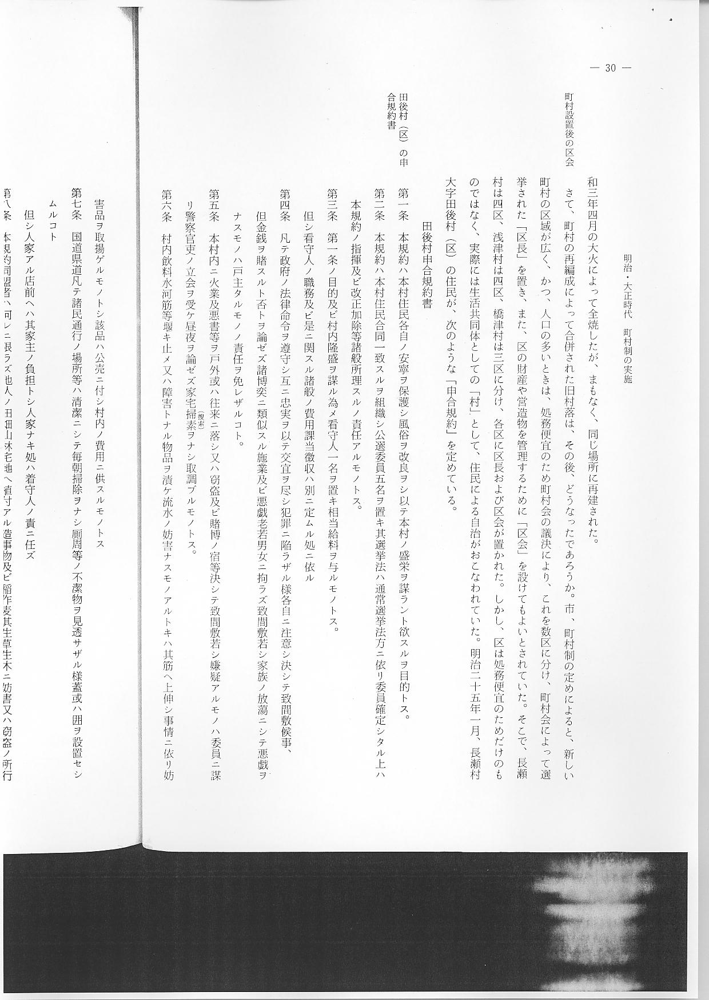 — 30 —
明治・大正時代　町村制の実施
和三年四月の大火によって全焼したが、まもなく、同じ場所に再建された。
町村設置後の区会
さて、町村の再編成によって合併された旧村落は、その後、どうなったであろうか。市、町村制の定めによると、新しい
町村の区域が広く、かつ、人口の多いときは、処務便宜のため町村会の議決により、これを数区に分け、町村会によって選
挙された「区長」を置き、また、区の財産や営造物を管理するために「区会」を設けてもよいとされていた。そこで、長瀬
村は四区、浅津村は四区、橋津村は三区に分け、各区に区長および区会が置かれた。しかし、区は処務便宜のためだけのも
のではなく、実際には生活共同体としての「村」として、住民による自治がおこなわれていた。明治二十五年一月、長瀬村
大字田後村（区）の住民が、次のような「申合規約」を定めている。
田後村申合規約書
田後村（区）の申
合規約書
第一条　本規約ハ本村住民各自ノ安寧ヲ保護シ風俗ヲ改良ヲシ以テ本村ノ盛栄ヲ謀ラント欲スルヲ目的トス。
第二条　本規約ハ本村住民合同一致スルヲ組織シ公選委員五名ヲ置キ其選挙法ハ通常選挙法方ニ依リ委員確定シタル上ハ
本規約ノ指揮及ビ改正加除等諸般所理スルノ責任アルモノトス。
第三条　第一条ノ目的及ビ村内隆盛ヲ謀ル為メ看守人一名ヲ置キ相当給料ヲ与ルモノトス。
但シ看守人ノ職務及ビ是ニ関スル諸般ノ費用課当徴収ハ別ニ定ムル処ニ依ル
第四条　凡テ政府ノ法律命令ヲ遵守シ互ニ忠実ヲ以テ交宜ヲ尽シ犯罪ニ陥ラザル様各自ニ注意シ決シテ致間敷候事、
但金銭ヲ賭スルト否トヲ論ゼズ諸博奕ニ類似スル施業及ビ悪戯老若男女ニ拘ラズ致間敷若シ家族ノ放蕩ニシテ悪戯ヲ
ナスモノハ戸主タルモノノ責任ヲ免レザルコト。
第五条　本村内ニ火業及悪書等ヲ戸外或ハ往来ニ落シ又ハ窃盗及ビ賭博ノ宿等決シテ致間敷若シ嫌疑アルモノハ委員ニ謀
リ警察官吏ノ立会ヲ受ケ昼夜ヲ論ゼズ家宅掃素（捜索）ヲナシ取調ブルモノトス。
第六条　村内飲料水河筋等堰キ止メ又ハ障害トナル物品ヲ漬ケ流水ノ妨害ナスモノアルトキハ其筋ヘ上伸シ事情ニ依リ妨
害品ヲ取揚ゲルモノトシ該品ハ公売ニ付シ村内ノ費用ニ供スルモノトス
第七条　国道県道凡テ諸民通行ノ場所等ハ清潔ニシテ毎朝掃除ヲナシ厠周等ノ不潔物ヲ見透サザル様蓋或ハ囲ヲ設置セシ
ムルコト
但シ人家アル店前ヘハ其家主ノ負担トシ人家ナキ処ハ着守人ノ責ニ任ズ
第八条　本規約同盟者ハ何レニ限ラズ他人ノ田畑山林宅地ヘ植付アル造事物及ビ稲作麦其生草生木ニ妨害又ハ窃盗ノ所行